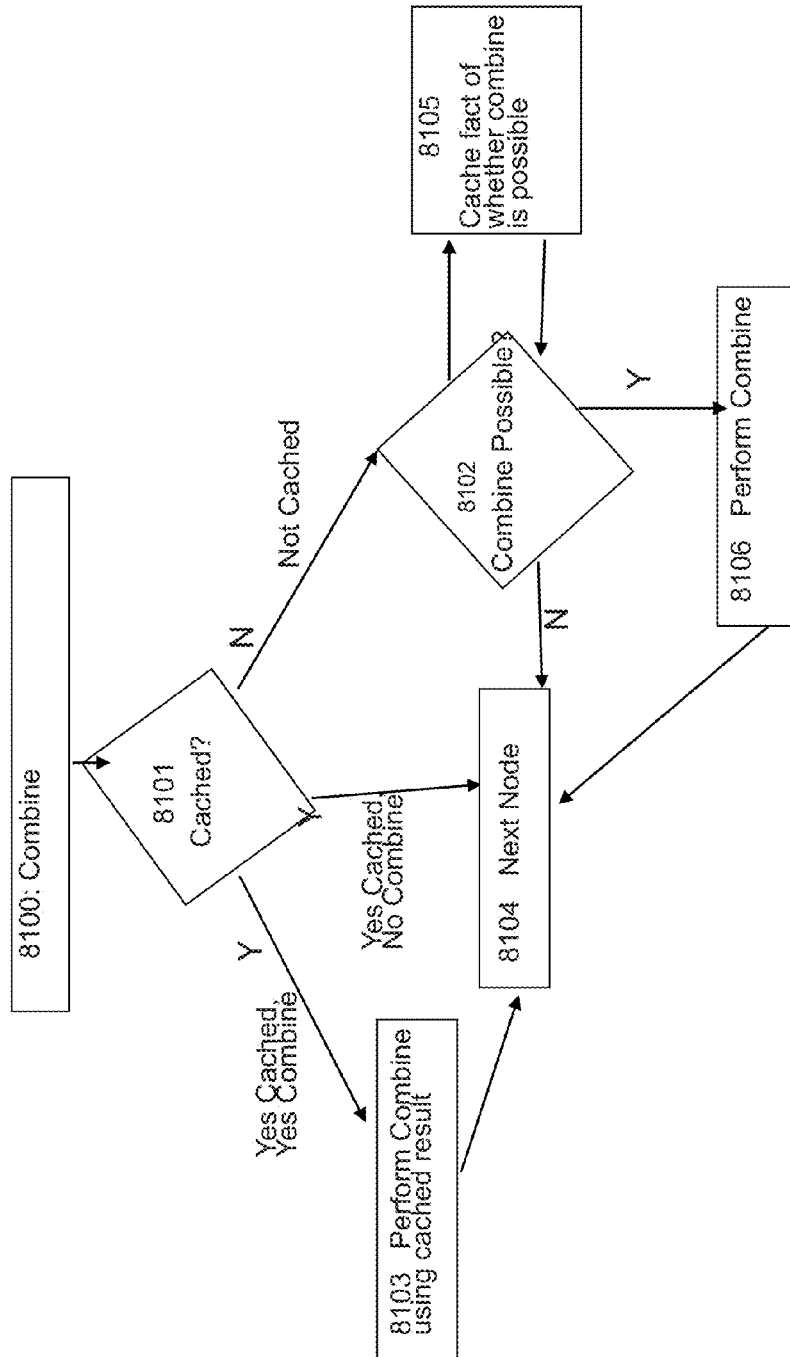 8100: Combine
8101
Cached?
Y
Yes Cached,
Yes Combine
Y
Yes Cached,
No Combine
N
Not Cached
8103 Perform Combine
using cached result
8104 Next Node
8102
Combine Possible?
N
Y
8105
Cache fact of
whether combine
is possible
8106 Perform Combine